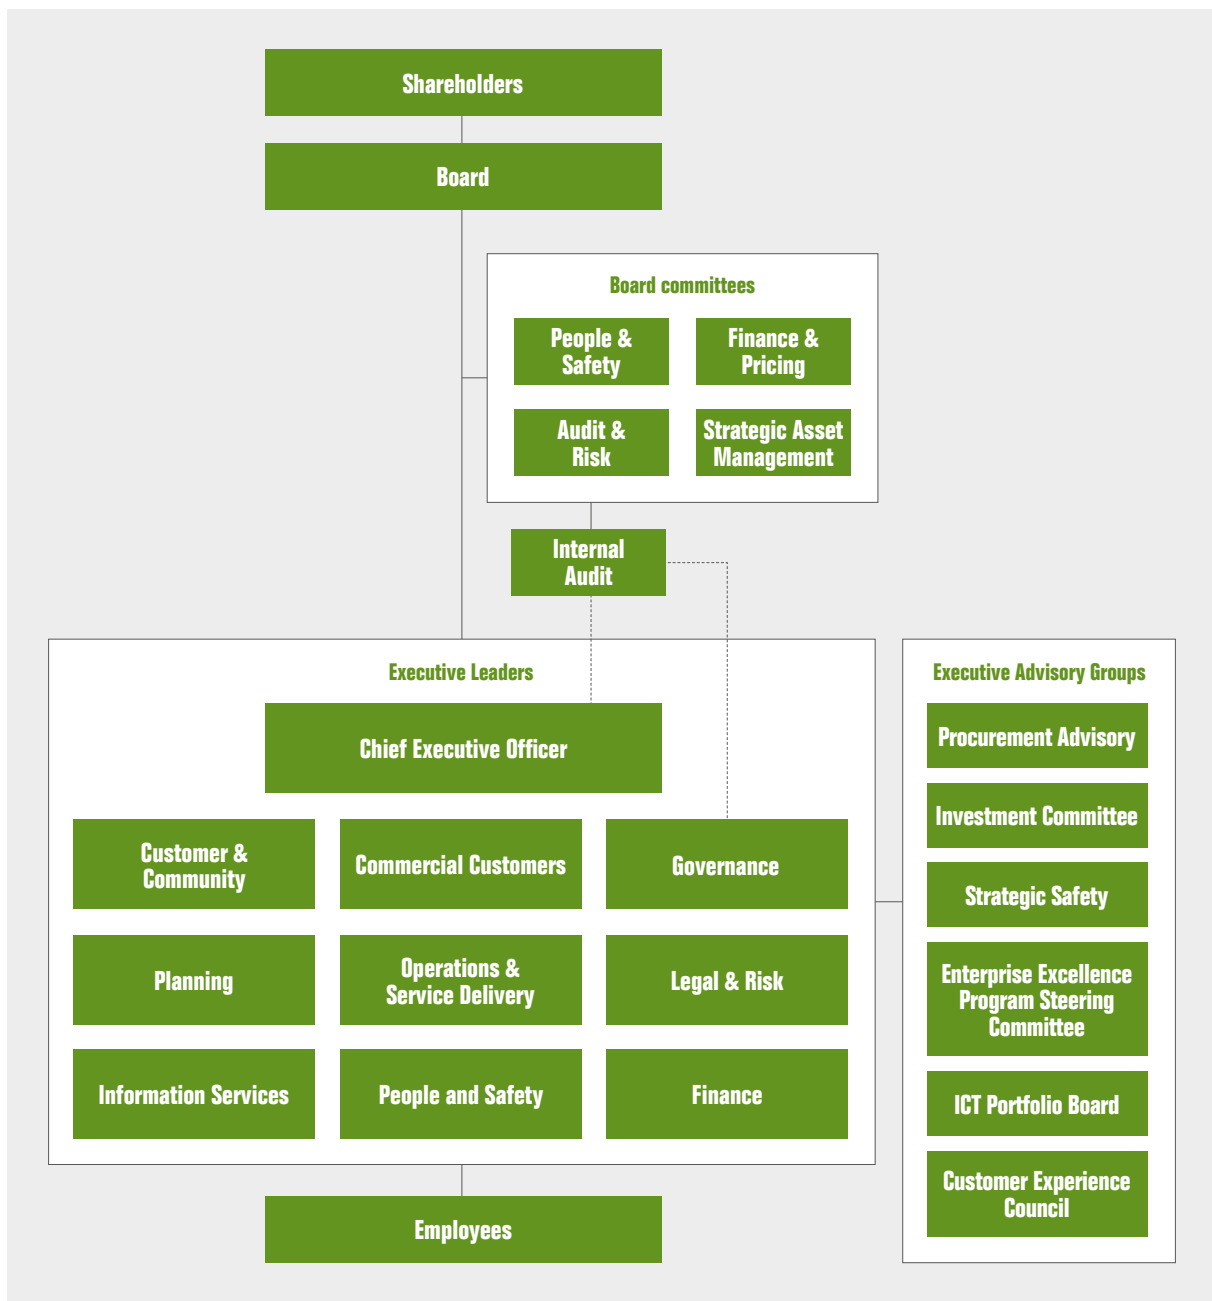 Shareholders
Board
Board committees
People &
Safety
Finance &
Pricing
Audit &
Risk
Strategic Asset
Management
Internal
Audit
Executive Leaders
Chief Executive Officer
Customer &
Community
Commercial Customers
Governance
Planning
Operations &
Service Delivery
Legal & Risk
Information Services
People and Safety
Finance
Executive Advisory Groups
Procurement Advisory
Investment Committee
Strategic Safety
Enterprise Excellence
Program Steering
Committee
ICT Portfolio Board
Customer Experience
Council
Employees